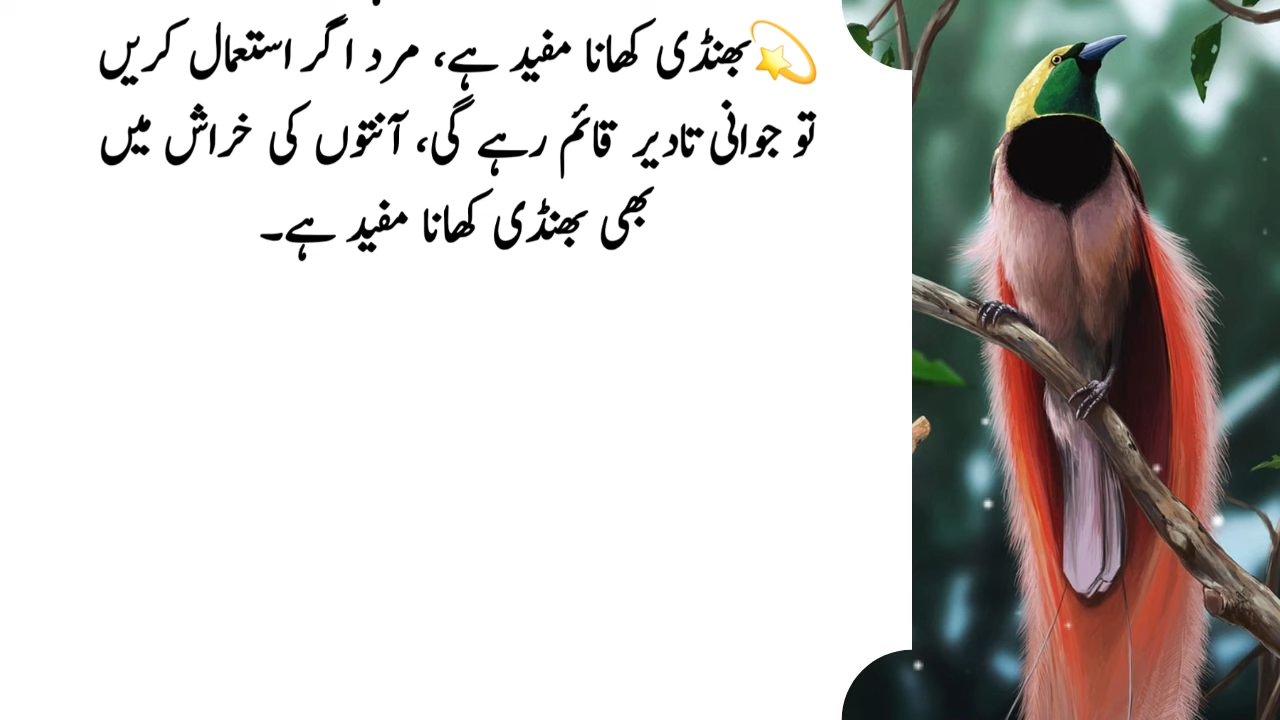 💫بھنڈی کھانا مفید ہے، مرد اگر استعمال کریں
تو جوانی تادیر قائم رہے گی، آنتوں کی خراش میں
بھی بھنڈی کھانا مفید ہے۔